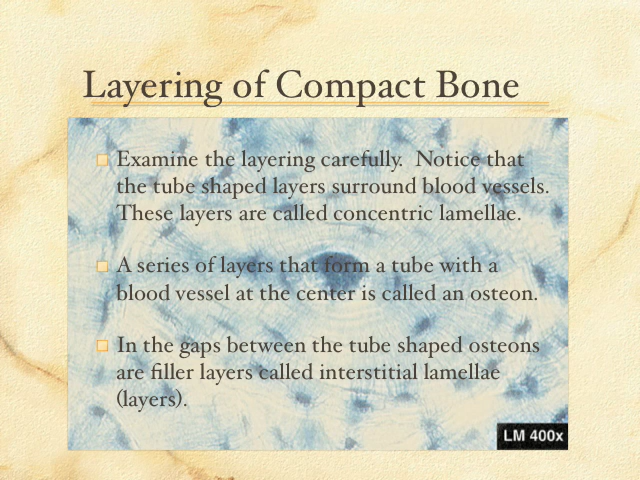 Layering of Compact Bone
Examine the layering carefully. Notice that
the tube shaped layers surround blood vessels.
These layers are called concentric lamellae.
A series of layers that form a tube with a
blood vessel at the center is called an osteon.
In the gaps between the tube shaped osteons
are filler layers called interstitial lamellae
(layers).
LM 400x